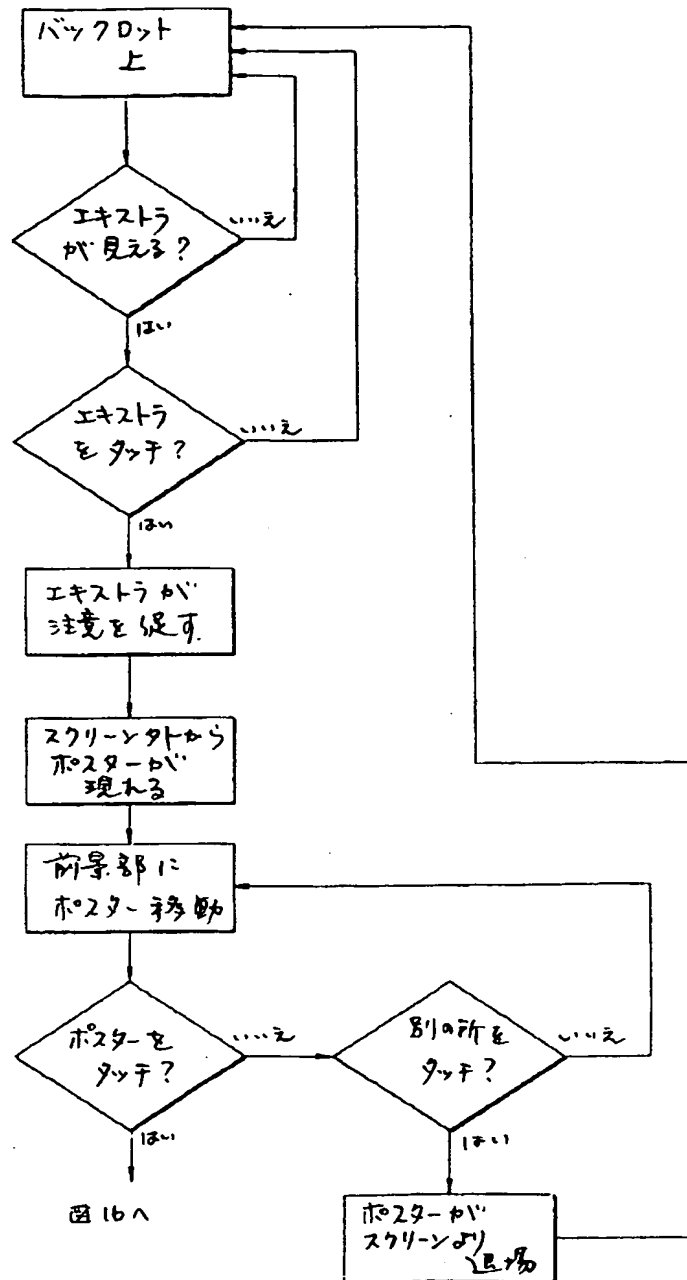 バックロット
上
エキストラ
が見える?
いいえ
はい
エキストラ
をタッチ?
いいえ
はい
エキストラが
注意を促す.
スクリーン外から
ポスターが
現れる
前景部に
ポスター移動
ポスターを
タッチ?
いいえ
はい
別の所を
タッチ?
いいえ
はい
図16へ
ポスターが
スクリーンより
退場